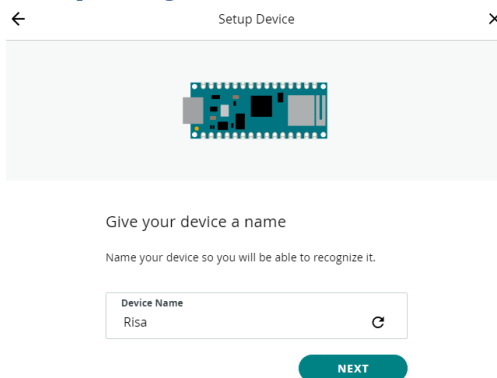 Setup Device
Give your device a name
Name your device so you will be able to recognize it.
Device Name
Risa
NEXT